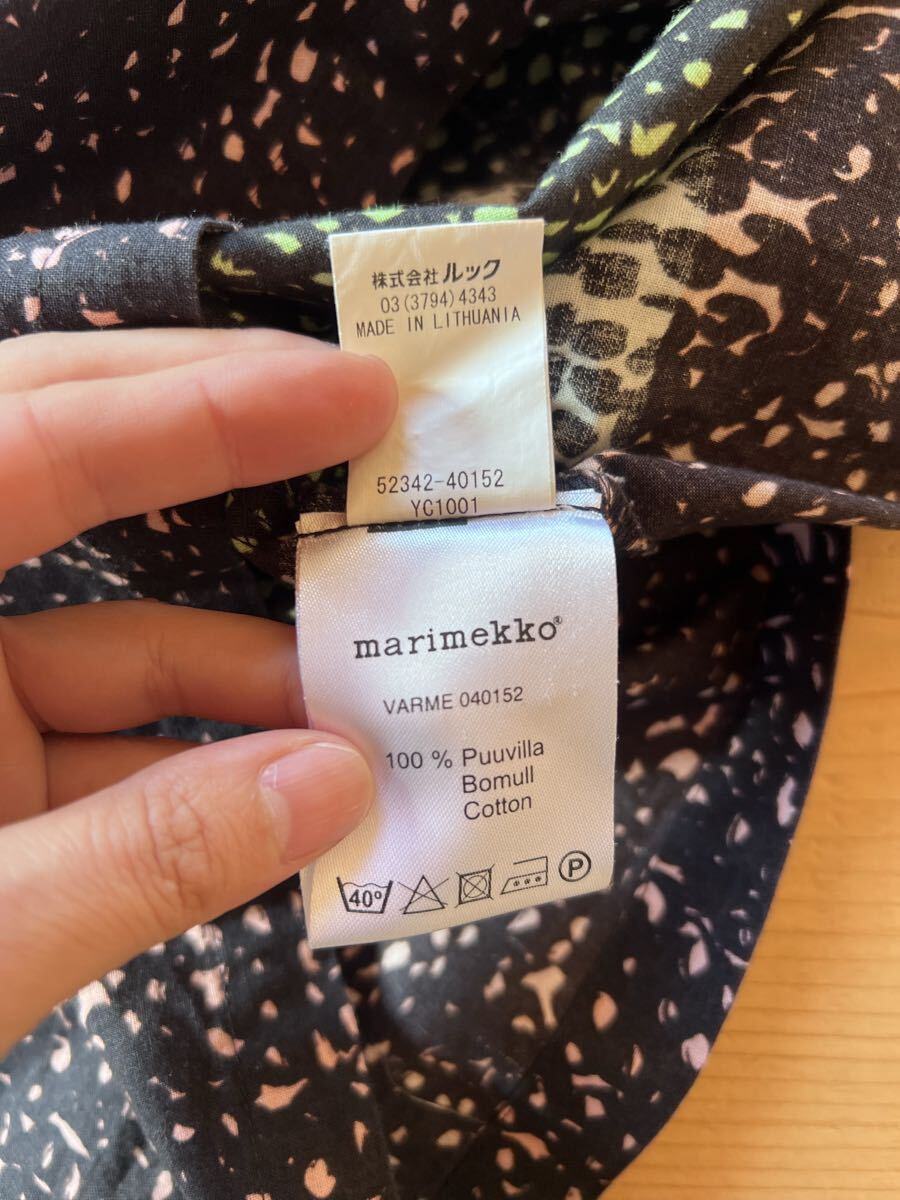 株式会社 ルック
03(3794)4343
MADE IN LITHUANIA
52342-40152
YC1001
marimekko®
VARME 040152
100 % Puuvilla
Bomull
Cotton
40°
P